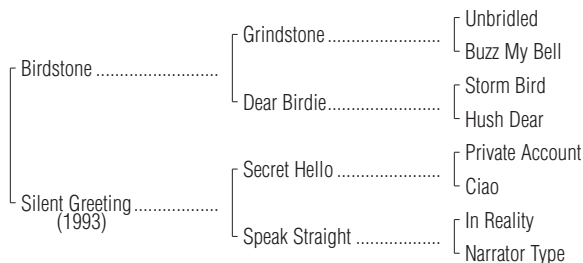 Unbridled
Grindstone
Buzz My Bell
Birdstone
Storm Bird
Dear Birdie
Hush Dear
Private Account
Secret Hello
Ciao
Silent Greeting
(1993)
In Reality
Speak Straight
Narrator Type